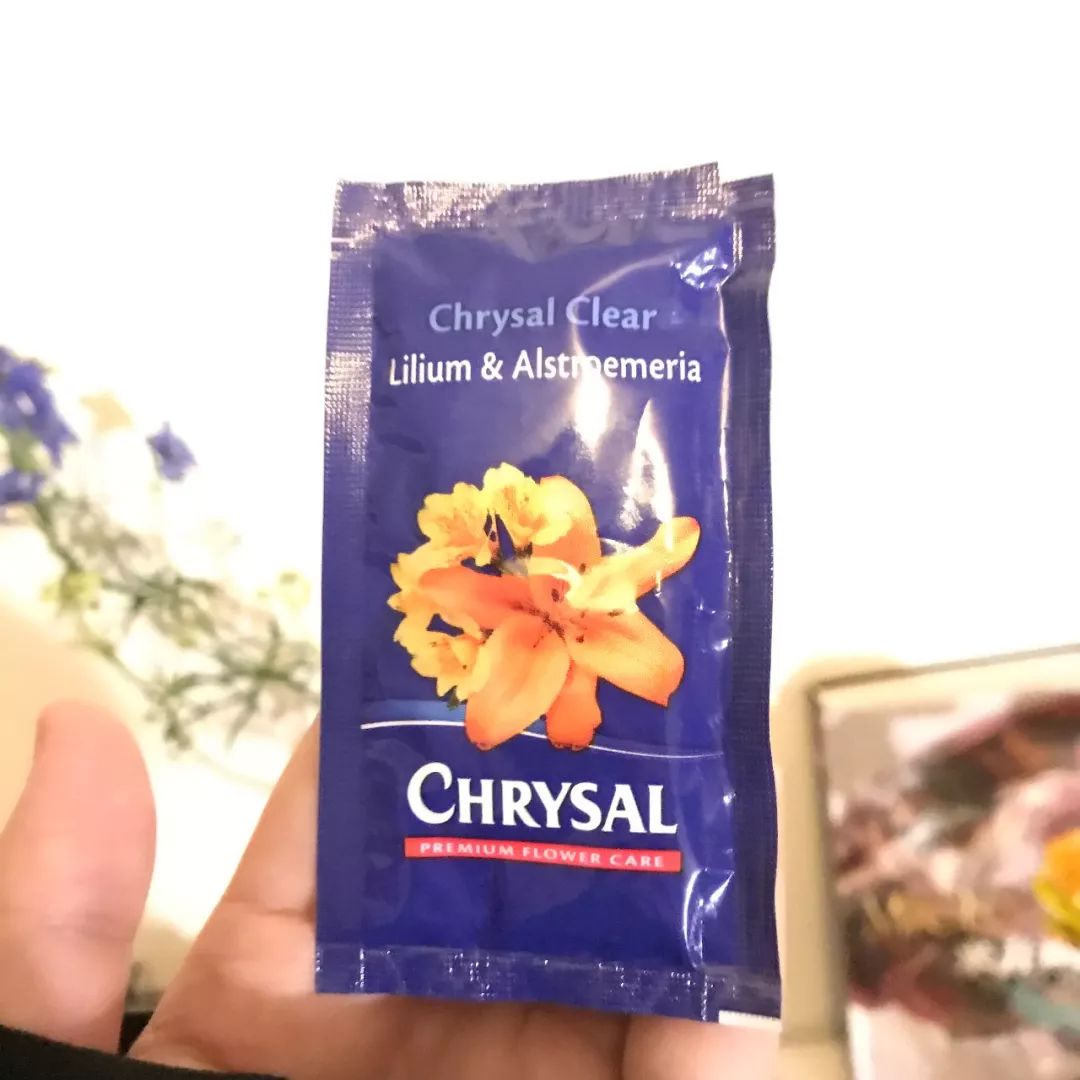 Chrysal Clear
Lilium & Alstroemeria
CHRYSAL
PREMIUM FLOWER CARE